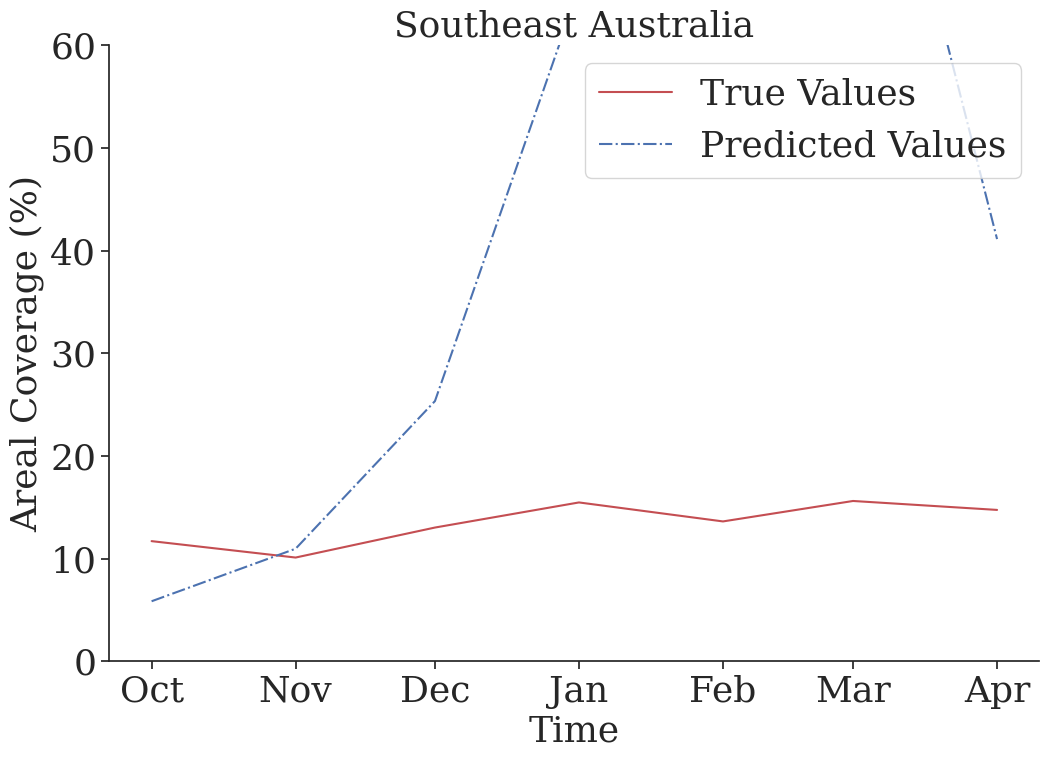 Southeast Australia
60
50
40
30
20
10
0
Areal Coverage (%)
True Values
Predicted Values
Oct Nov Dec Jan Feb Mar Apr
Time